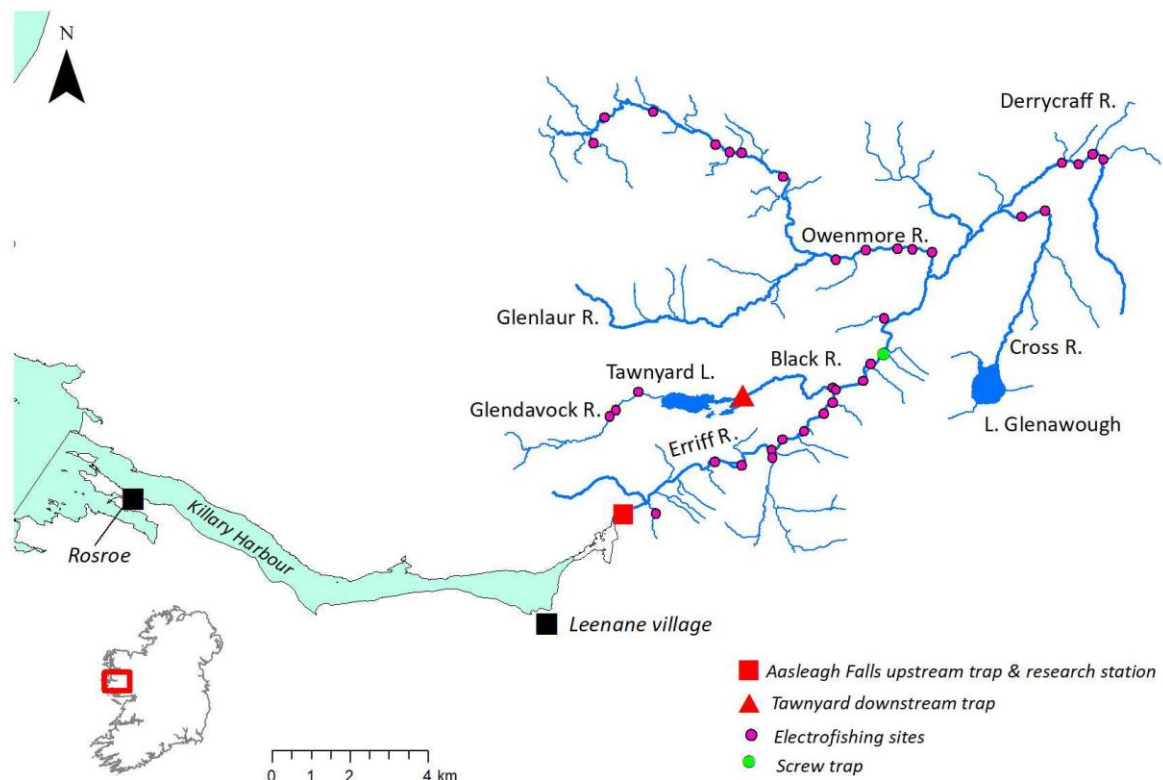 N
Derrycraff R.
Owenmore R.
Glenlaur R.
Black R.
Cross R.
Tawnyard L.
Glendavock R.
L. Glenawough
Erriff R.
Killary Harbour
Rosroe
Leenane village
Aasleagh Falls upstream trap & research station
Tawnyard downstream trap
Electrofishing sites
Screw trap
0 2 4 km